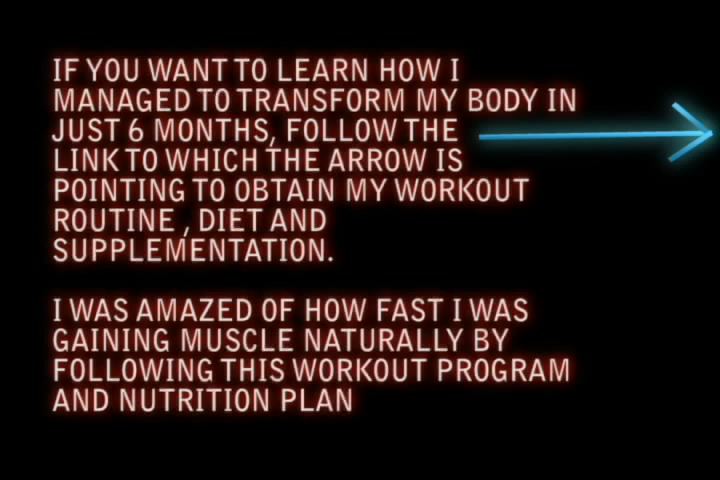 IF YOU WANT TO LEARN HOW I
MANAGED TO TRANSFORM MY BODY IN
JUST 6 MONTHS, FOLLOW THE
LINK TO WHICH THE ARROW IS
POINTING TO OBTAIN MY WORKOUT
ROUTINE , DIET AND
SUPPLEMENTATION.
I WAS AMAZED OF HOW FAST I WAS
GAINING MUSCLE NATURALLY BY
FOLLOWING THIS WORKOUT PROGRAM
AND NUTRITION PLAN